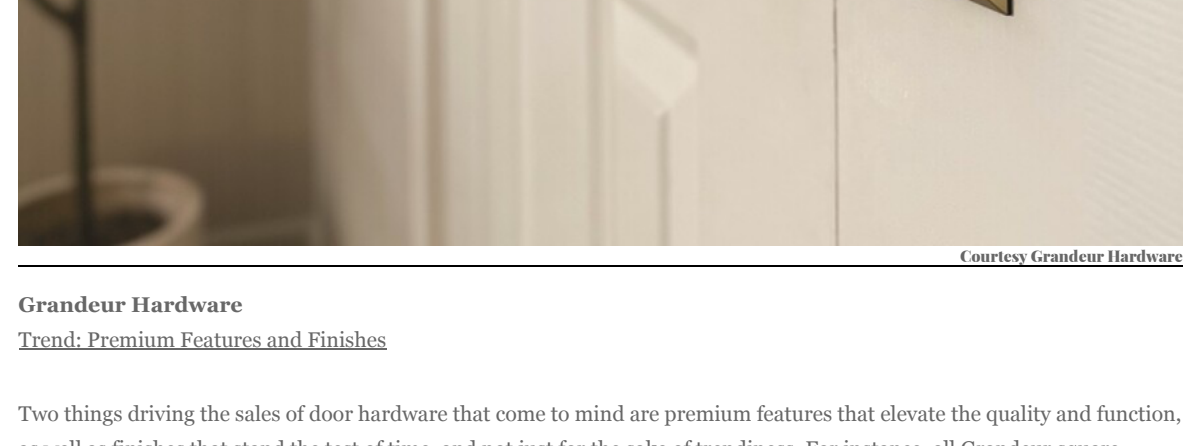 Courtesy Grandeur Hardware
Grandeur Hardware
Trend: Premium Features and Finishes
Two things driving the sales of door hardware that come to mind are premium features that elevate the quality and function,
as well as finishes that stand the test of time, and not just for the sake of trendiness. For instance, all Grandeur square